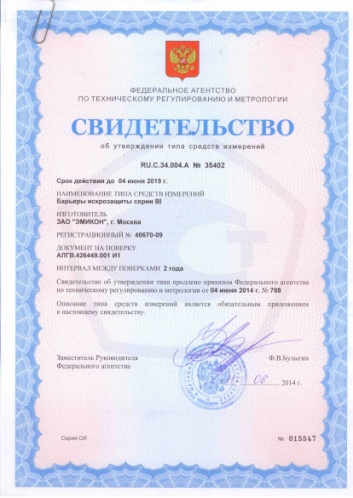 ФЕДЕРАЛЬНОЕ АГЕНТСТВО
ПО ТЕХНИЧЕСКОМУ РЕГУЛИРОВАНИЮ И МЕТРОЛОГИИ
СВИДЕТЕЛЬСТВО
об утверждении типа средств измерений
RU.C.34.004.A № 35402
Срок действия до 04 июня 2019 г.
НАИМЕНОВАНИЕ ТИПА СРЕДСТВ ИЗМЕРЕНИЙ
Барьеры искрозащиты серии BI
ИЗГОТОВИТЕЛЬ
ЗАО "ЭМИКОН", г. Москва
РЕГИСТРАЦИОННЫЙ № 40670-09
ДОКУМЕНТ НА ПОВЕРКУ
АЛГВ.426449.001 И1
ИНТЕРВАЛ МЕЖДУ ПОВЕРКАМИ 2 года
Свидетельство об утверждении типа продлено приказом Федерального агентства
по техническому регулированию и метрологии от 04 июня 2014 г. № 788
Описание типа средств измерений является обязательным приложением
к настоящему свидетельству.
Заместитель Руководителя Ф.В.Булыгин
Федерального агентства
06 2014 г.
Серия СИ № 015547